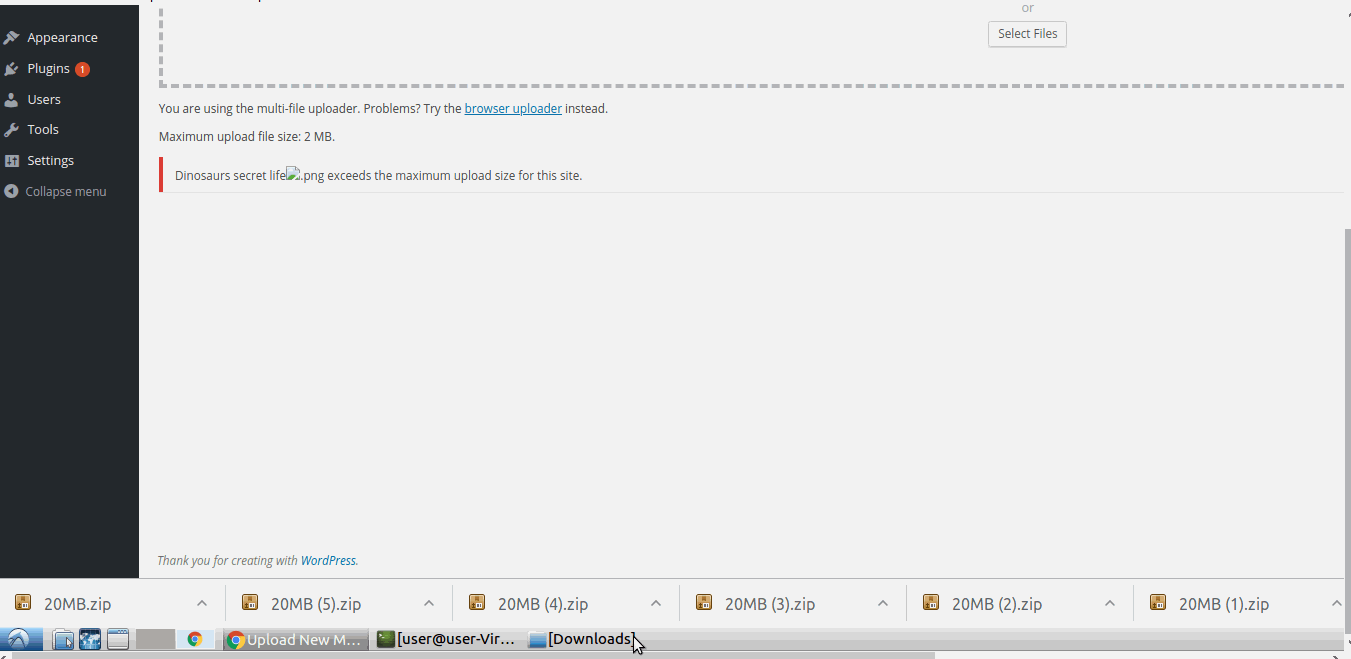 or
Select Files
Appearance
Plugins 1
Users
Tools
Settings
Collapse menu
You are using the multi-file uploader. Problems? Try the browser uploader instead.
Maximum upload file size: 2 MB.
Dinosaurs secret life.png exceeds the maximum upload size for this site.
Thank you for creating with WordPress.
20MB.zip
20MB (5).zip
20MB (4).zip
20MB (3).zip
20MB (2).zip
20MB (1).zip
Upload New M...
[user@user-Vir...
[Downloads]